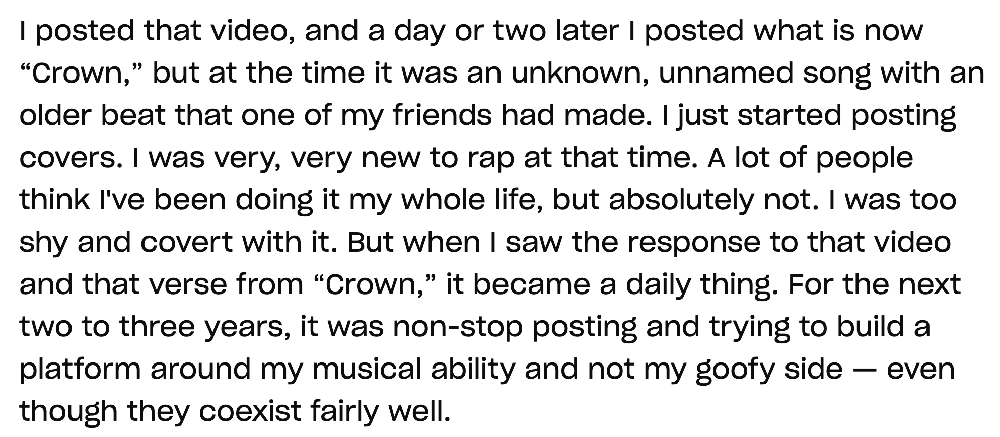 I posted that video, and a day or two later I posted what is now
“Crown,” but at the time it was an unknown, unnamed song with an
older beat that one of my friends had made. I just started posting
covers. I was very, very new to rap at that time. A lot of people
think I've been doing it my whole life, but absolutely not. I was too
shy and covert with it. But when I saw the response to that video
and that verse from “Crown,” it became a daily thing. For the next
two to three years, it was non-stop posting and trying to build a
platform around my musical ability and not my goofy side — even
though they coexist fairly well.